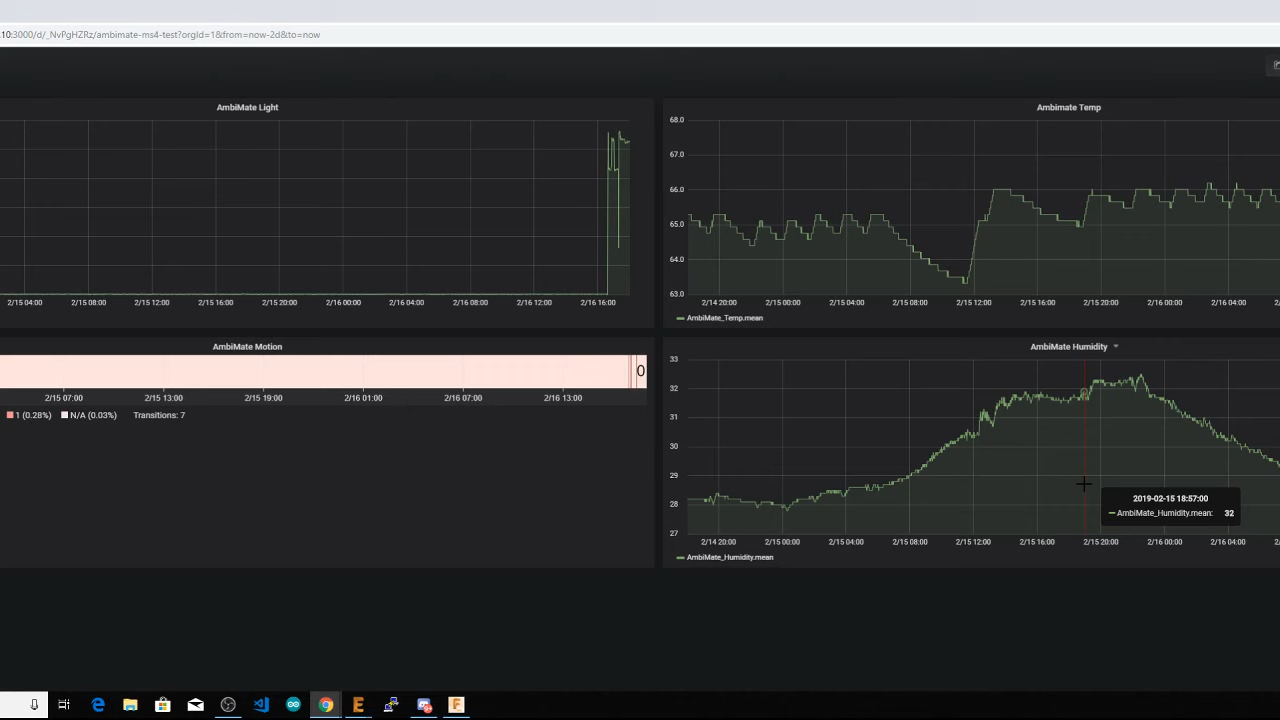 .10:3000/d/_NvPgHZRz/ambimate-ms4-test?orgId=1&from=now-2d&to=now
AmbiMate Light
2/15 04:00 2/15 08:00 2/15 12:00 2/15 16:00 2/15 20:00 2/16 00:00 2/16 04:00 2/16 08:00 2/16 12:00 2/16 16:00
Ambimate Temp
68.0
67.0
66.0
65.0
64.0
63.0
2/14 20:00 2/15 00:00 2/15 04:00 2/15 08:00 2/15 12:00 2/15 16:00 2/15 20:00 2/16 00:00 2/16 04:00 2/
AmbiMate_Temp.mean
AmbiMate Motion
0
2/15 07:00 2/15 13:00 2/15 19:00 2/16 01:00 2/16 07:00 2/16 13:00
1 (0.28%) N/A (0.03%) Transitions: 7
AmbiMate Humidity
33
32
31
30
29
28
27
2019-02-15 18:57:00
AmbiMate_Humidity.mean: 32
2/14 20:00 2/15 00:00 2/15 04:00 2/15 08:00 2/15 12:00 2/15 16:00 2/15 20:00 2/16 00:00 2/16 04:00 2/
AmbiMate_Humidity.mean